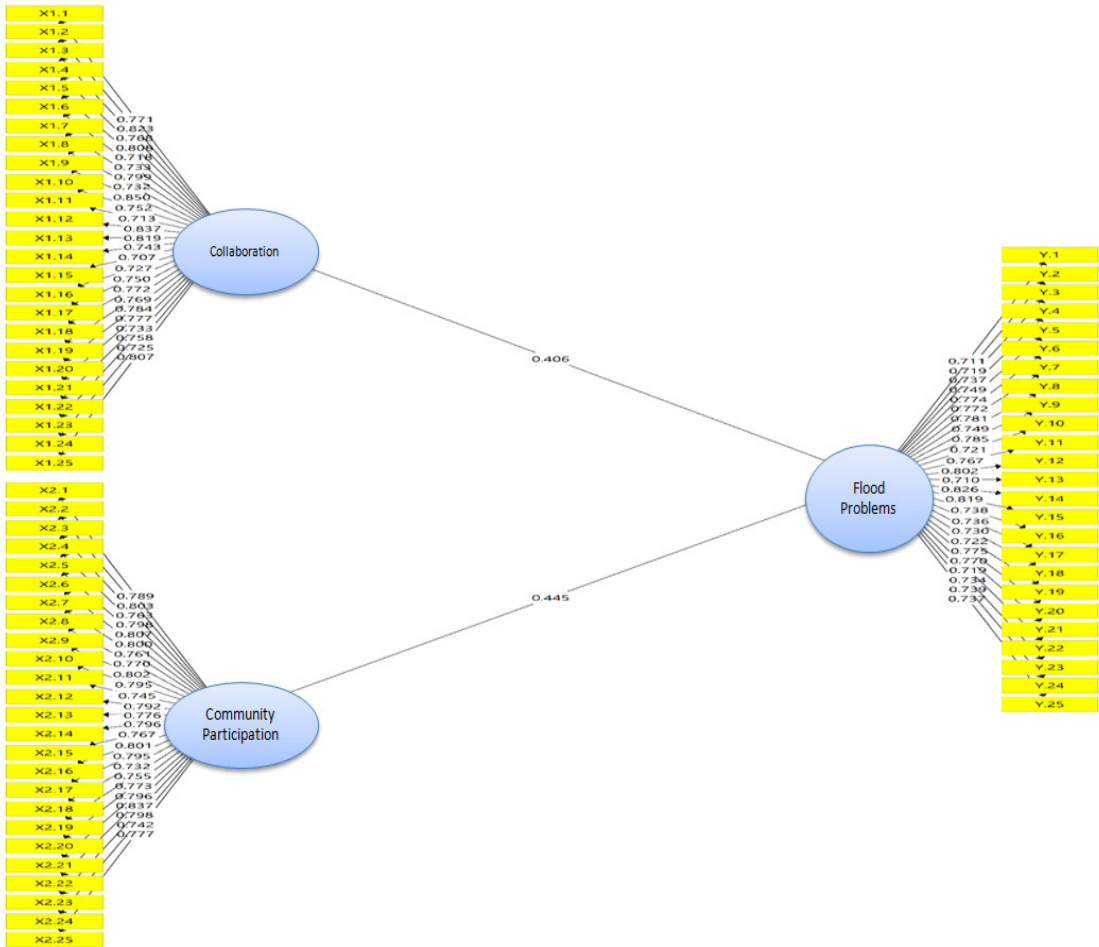 X1.1
X1.2
X1.3
X1.4
X1.5
X1.6
X1.7
X1.8
X1.9
X1.10
X1.11
X1.12
X1.13
X1.14
X1.15
X1.16
X1.17
X1.18
X1.19
X1.20
X1.21
X1.22
X1.23
X1.24
X1.25
0.771
0.823
0.768
0.808
0.718
0.733
0.799
0.732
0.850
0.752
0.713
0.837
0.819
0.743
0.707
0.727
0.750
0.772
0.769
0.784
0.777
0.733
0.758
0.725
0.807
Collaboration
0.406
X2.1
X2.2
X2.3
X2.4
X2.5
X2.6
X2.7
X2.8
X2.9
X2.10
X2.11
X2.12
X2.13
X2.14
X2.15
X2.16
X2.17
X2.18
X2.19
X2.20
X2.21
X2.22
X2.23
X2.24
X2.25
0.789
0.803
0.763
0.798
0.807
0.800
0.761
0.770
0.802
0.795
0.745
0.792
0.776
0.796
0.767
0.801
0.795
0.732
0.755
0.773
0.796
0.837
0.798
0.742
0.777
Community
Participation
0.445
Flood
Problems
0.711
0.719
0.737
0.749
0.774
0.772
0.781
0.749
0.785
0.721
0.767
0.802
0.710
0.826
0.819
0.738
0.736
0.730
0.722
0.775
0.770
0.719
0.734
0.739
0.737
Y.1
Y.2
Y.3
Y.4
Y.5
Y.6
Y.7
Y.8
Y.9
Y.10
Y.11
Y.12
Y.13
Y.14
Y.15
Y.16
Y.17
Y.18
Y.19
Y.20
Y.21
Y.22
Y.23
Y.24
Y.25